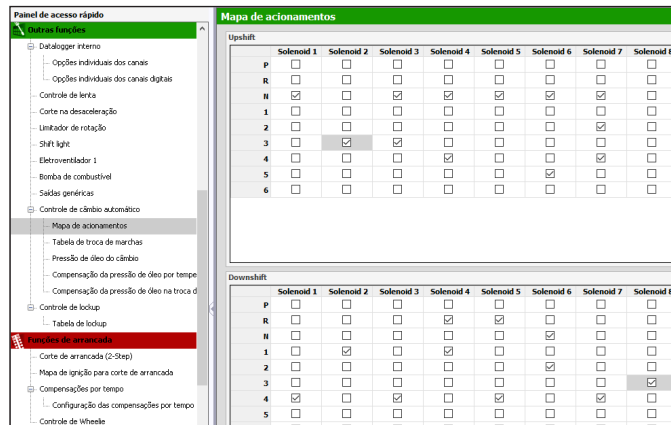 Painel de acesso rápido
Outras funções
Datalogger interno
Opções individuais dos canais
Opções individuais dos canais digitais
Controle de lenta
Corte na desaceleração
Limitador de rotação
Shift light
Eletroventilador 1
Bomba de combustível
Saídas genéricas
Controle de câmbio automático
Mapa de acionamentos
Tabela de troca de marchas
Pressão de óleo do câmbio
Compensação da pressão de óleo por tempe
Compensação da pressão de óleo na troca d
Controle de lockup
Tabela de lockup
Funções de arrancada
Corte de arrancada (2-Step)
Mapa de ignição para corte de arrancada
Compensações por tempo
Configuração das compensações por tempo
Controle de Wheelie
Mapa de acionamentos
Upshift
Solenoid 1 Solenoid 2 Solenoid 3 Solenoid 4 Solenoid 5 Solenoid 6 Solenoid 7 Solenoid 8
P
R
N
1
2
3
4
5
6
Downshift
Solenoid 1 Solenoid 2 Solenoid 3 Solenoid 4 Solenoid 5 Solenoid 6 Solenoid 7 Solenoid 8
P
R
N
1
2
3
4
5